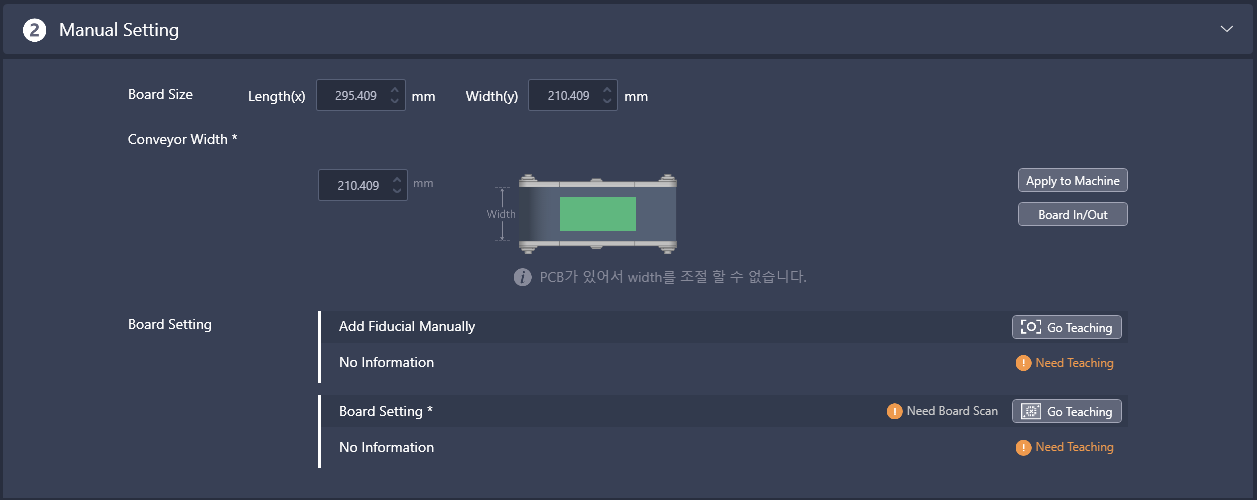 2 Manual Setting
Board Size Length(x) 295.409 mm Width(y) 210.409 mm
Conveyor Width *
210.409 mm
Width
Apply to Machine
Board In/Out
i PCB가 있어서 width를 조절 할 수 없습니다.
Board Setting
Add Fiducial Manually Go Teaching
No Information ! Need Teaching
Board Setting * ! Need Board Scan Go Teaching
No Information ! Need Teaching